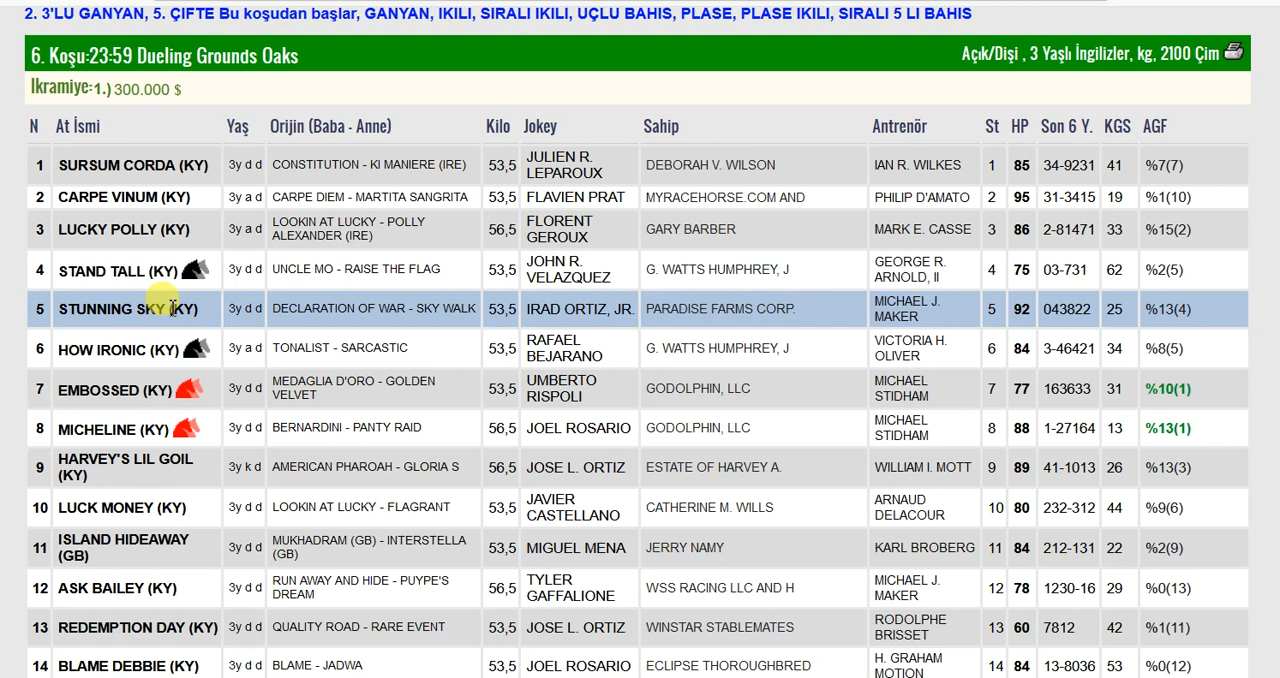 2. 3'LU GANYAN, 5. ÇIFTE Bu koşudan başlar, GANYAN, IKILI, SIRALI IKILI, UÇLU BAHIS, PLASE, PLASE IKILI, SIRALI 5 LI BAHIS
6. Koşu:23:59 Dueling Grounds Oaks Açık/Dişi , 3 Yaşlı İngilizler, kg, 2100 Çim
Ikramiye:1.) 300.000 $
N At İsmi Yaş Orijin (Baba - Anne) Kilo Jokey Sahip Antrenör St HP Son 6 Y. KGS AGF
1 SURSUM CORDA (KY) 3y d d CONSTITUTION - KI MANIERE (IRE) 53,5 JULIEN R. LEPAROUX DEBORAH V. WILSON IAN R. WILKES 1 85 34-9231 41 %7(7)
2 CARPE VINUM (KY) 3y a d CARPE DIEM - MARTITA SANGRITA 53,5 FLAVIEN PRAT MYRACEHORSE.COM AND PHILIP D'AMATO 2 95 31-3415 19 %1(10)
3 LUCKY POLLY (KY) 3y a d LOOKIN AT LUCKY - POLLY ALEXANDER (IRE) 56,5 FLORENT GEROUX GARY BARBER MARK E. CASSE 3 86 2-81471 33 %15(2)
4 STAND TALL (KY) 3y d d UNCLE MO - RAISE THE FLAG 53,5 JOHN R. VELAZQUEZ G. WATTS HUMPHREY, J GEORGE R. ARNOLD, II 4 75 03-731 62 %2(5)
5 STUNNING SKY (KY) 3y d d DECLARATION OF WAR - SKY WALK 53,5 IRAD ORTIZ, JR. PARADISE FARMS CORP. MICHAEL J. MAKER 5 92 043822 25 %13(4)
6 HOW IRONIC (KY) 3y a d TONALIST - SARCASTIC 53,5 RAFAEL BEJARANO G. WATTS HUMPHREY, J VICTORIA H. OLIVER 6 84 3-46421 34 %8(5)
7 EMBOSSED (KY) 3y d d MEDAGLIA D'ORO - GOLDEN VELVET 53,5 UMBERTO RISPOLI GODOLPHIN, LLC MICHAEL STIDHAM 7 77 163633 31 %10(1)
8 MICHELINE (KY) 3y d d BERNARDINI - PANTY RAID 56,5 JOEL ROSARIO GODOLPHIN, LLC MICHAEL STIDHAM 8 88 1-27164 13 %13(1)
9 HARVEY'S LIL GOIL (KY) 3y k d AMERICAN PHAROAH - GLORIA S 56,5 JOSE L. ORTIZ ESTATE OF HARVEY A. WILLIAM I. MOTT 9 89 41-1013 26 %13(3)
10 LUCK MONEY (KY) 3y d d LOOKIN AT LUCKY - FLAGRANT 53,5 JAVIER CASTELLANO CATHERINE M. WILLS ARNAUD DELACOUR 10 80 232-312 44 %9(6)
11 ISLAND HIDEAWAY (GB) 3y d d MUKHADRAM (GB) - INTERSTELLA (GB) 53,5 MIGUEL MENA JERRY NAMY KARL BROBERG 11 84 212-131 22 %2(9)
12 ASK BAILEY (KY) 3y d d RUN AWAY AND HIDE - PUYPE'S DREAM 56,5 TYLER GAFFALIONE WSS RACING LLC AND H MICHAEL J. MAKER 12 78 1230-16 29 %0(13)
13 REDEMPTION DAY (KY) 3y d d QUALITY ROAD - RARE EVENT 53,5 JOSE L. ORTIZ WINSTAR STABLEMATES RODOLPHE BRISSET 13 60 7812 42 %1(11)
14 BLAME DEBBIE (KY) 3y d d BLAME - JADWA 53,5 JOEL ROSARIO ECLIPSE THOROUGHBRED H. GRAHAM MOTION 14 84 13-8036 53 %0(12)